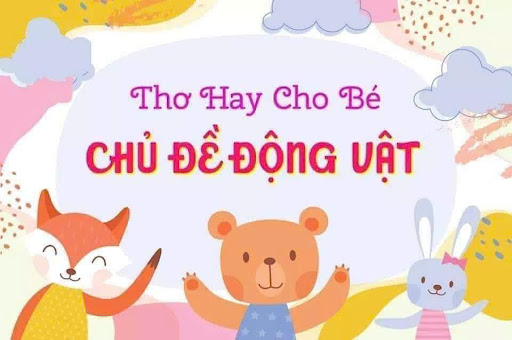 Thơ Hay Cho Bé
CHỦ ĐỀ ĐỘNG VẬT